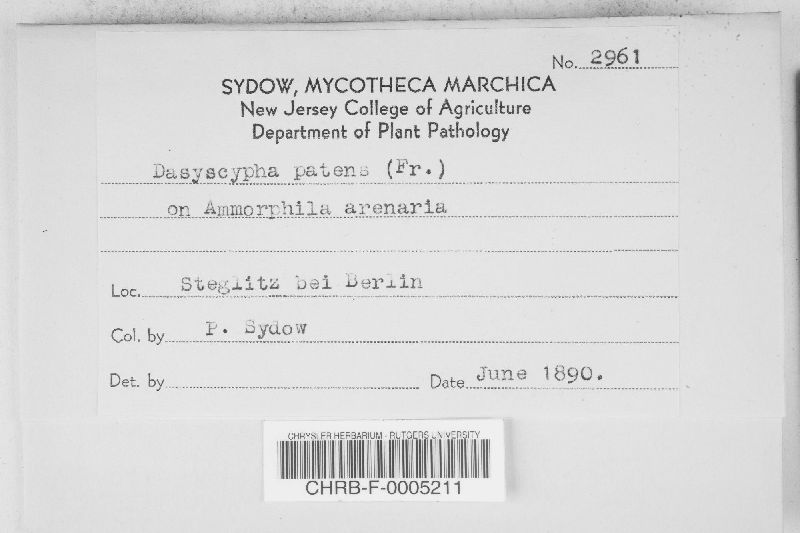 No. 2961
SYDOW, MYCOTHECA MARCHICA
New Jersey College of Agriculture
Department of Plant Pathology
Dasyscypha patens (Fr.)
on Ammorphila arenaria
Loc. Steglitz bei Berlin
Col. by P. Sydow
Det. by Date June 1890.
CHRYSLER HERBARIUM - RUTGERS UNIVERSITY
CHRB-F-0005211